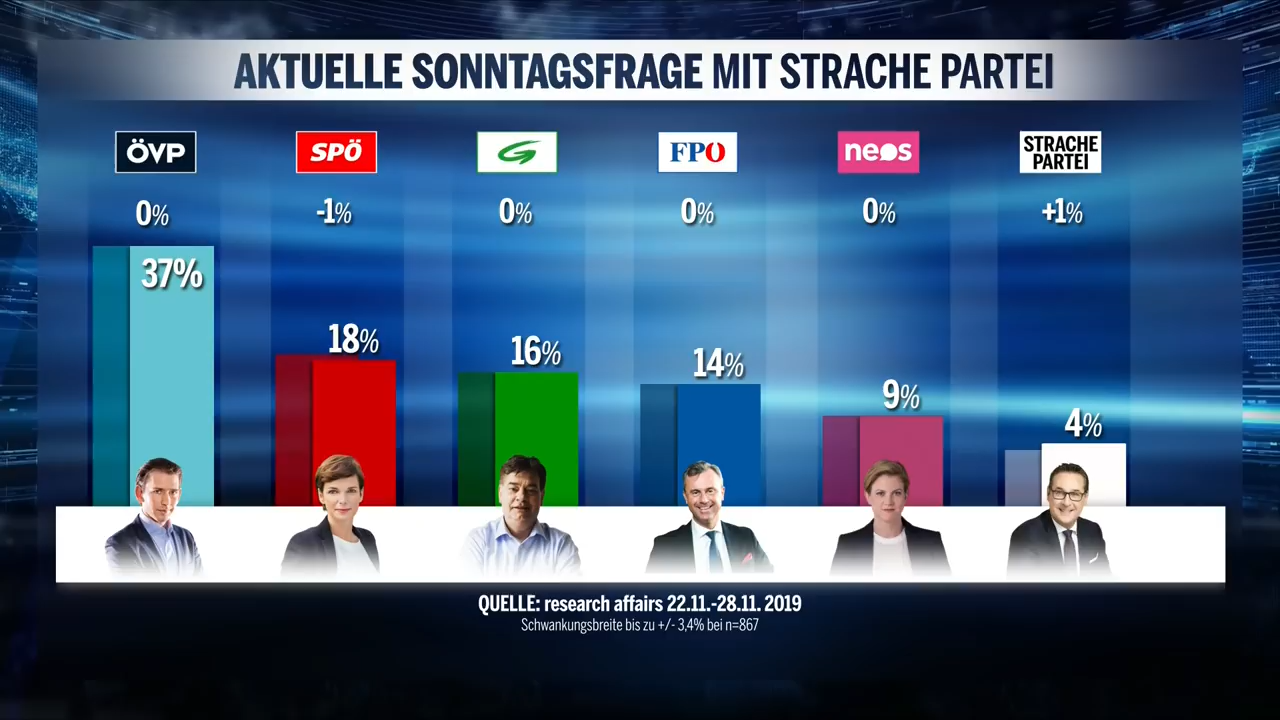 AKTUELLE SONNTAGSFRAGE MIT STRACHE PARTEI
ÖVP
SPÖ
G
FPÖ
neos
STRACHE
PARTEI
0%
-1%
0%
0%
0%
+1%
37%
18%
16%
14%
9%
4%
QUELLE: research affairs 22.11.-28.11. 2019
Schwankungsbreite bis zu +/- 3,4% bei n=867